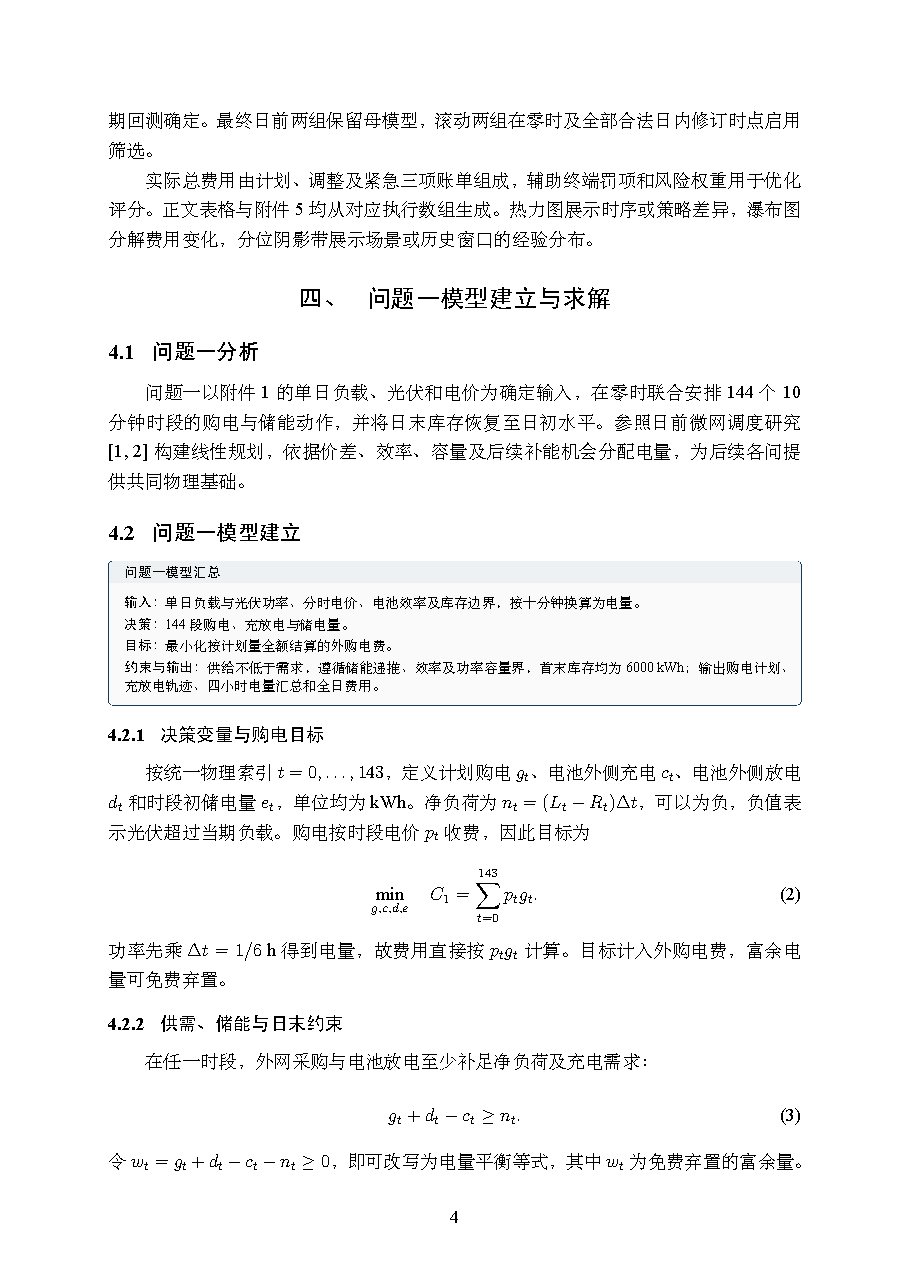 期回测确定。最终日前两组保留母模型，滚动两组在零时及全部合法日内修订时点启用
筛选。
实际总费用由计划、调整及紧急三项账单组成，辅助终端罚项和风险权重用于优化
评分。正文表格与附件 5 均从对应执行数组生成。热力图展示时序或策略差异，瀑布图
分解费用变化，分位阴影带展示场景或历史窗口的经验分布。
四、 问题一模型建立与求解
4.1 问题一分析
问题一以附件 1 的单日负载、光伏和电价为确定输入，在零时联合安排 144 个 10
分钟时段的购电与储能动作，并将日末库存恢复至日初水平。参照日前微网调度研究
[1, 2] 构建线性规划，依据价差、效率、容量及后续补能机会分配电量，为后续各问提
供共同物理基础。
4.2 问题一模型建立
问题一模型汇总
输入：单日负载与光伏功率、分时电价、电池效率及库存边界，按十分钟换算为电量。
决策：144 段购电、充放电与储电量。
目标：最小化按计划量全额结算的外购电费。
约束与输出：供给不低于需求，遵循储能递推、效率及功率容量界，首末库存均为 6000 kWh；输出购电计划、
充放电轨迹、四小时电量汇总和全日费用。
4.2.1 决策变量与购电目标
按统一物理索引 t = 0, . . . , 143，定义计划购电 g_t、电池外侧充电 c_t、电池外侧放电
d_t 和时段初储电量 e_t，单位均为 kWh。净负荷为 n_t = (L_t − R_t)Δt，可以为负，负值表
示光伏超过当期负载。购电按时段电价 p_t 收费，因此目标为
min_{g,c,d,e} C_1 = ∑_{t=0}^{143} p_t g_t. (2)
功率先乘 Δt = 1/6 h 得到电量，故费用直接按 p_t g_t 计算。目标计入外购电费，富余电
量可免费弃置。
4.2.2 供需、储能与日末约束
在任一时段，外网采购与电池放电至少补足净负荷及充电需求：
g_t + d_t − c_t ≥ n_t. (3)
令 w_t = g_t + d_t − c_t − n_t ≥ 0，即可改写为电量平衡等式，其中 w_t 为免费弃置的富余量。
4